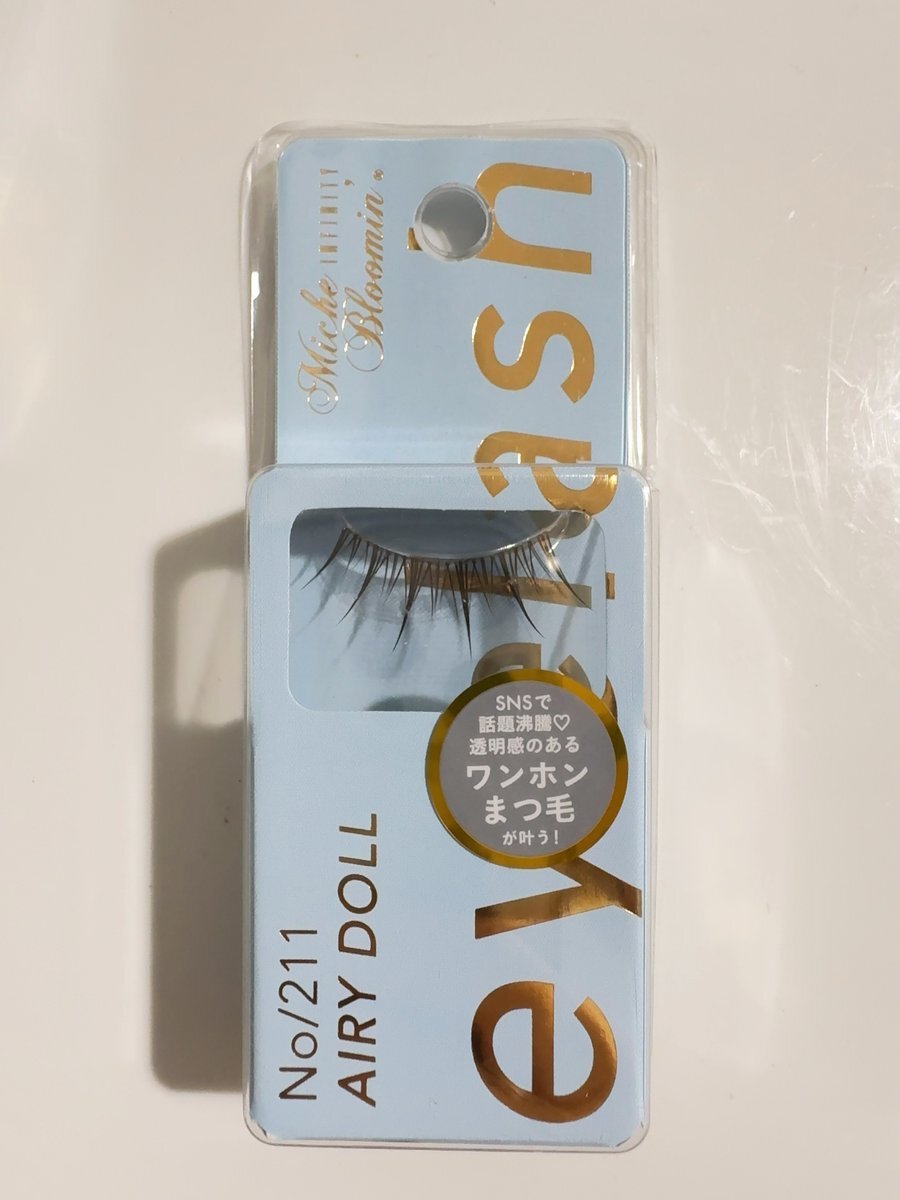 Miche INFINITY
Bloomin'
eyelash
No/211
AIRY DOLL
SNSで
話題沸騰♡
透明感のある
ワンホン
まつ毛
が叶う!